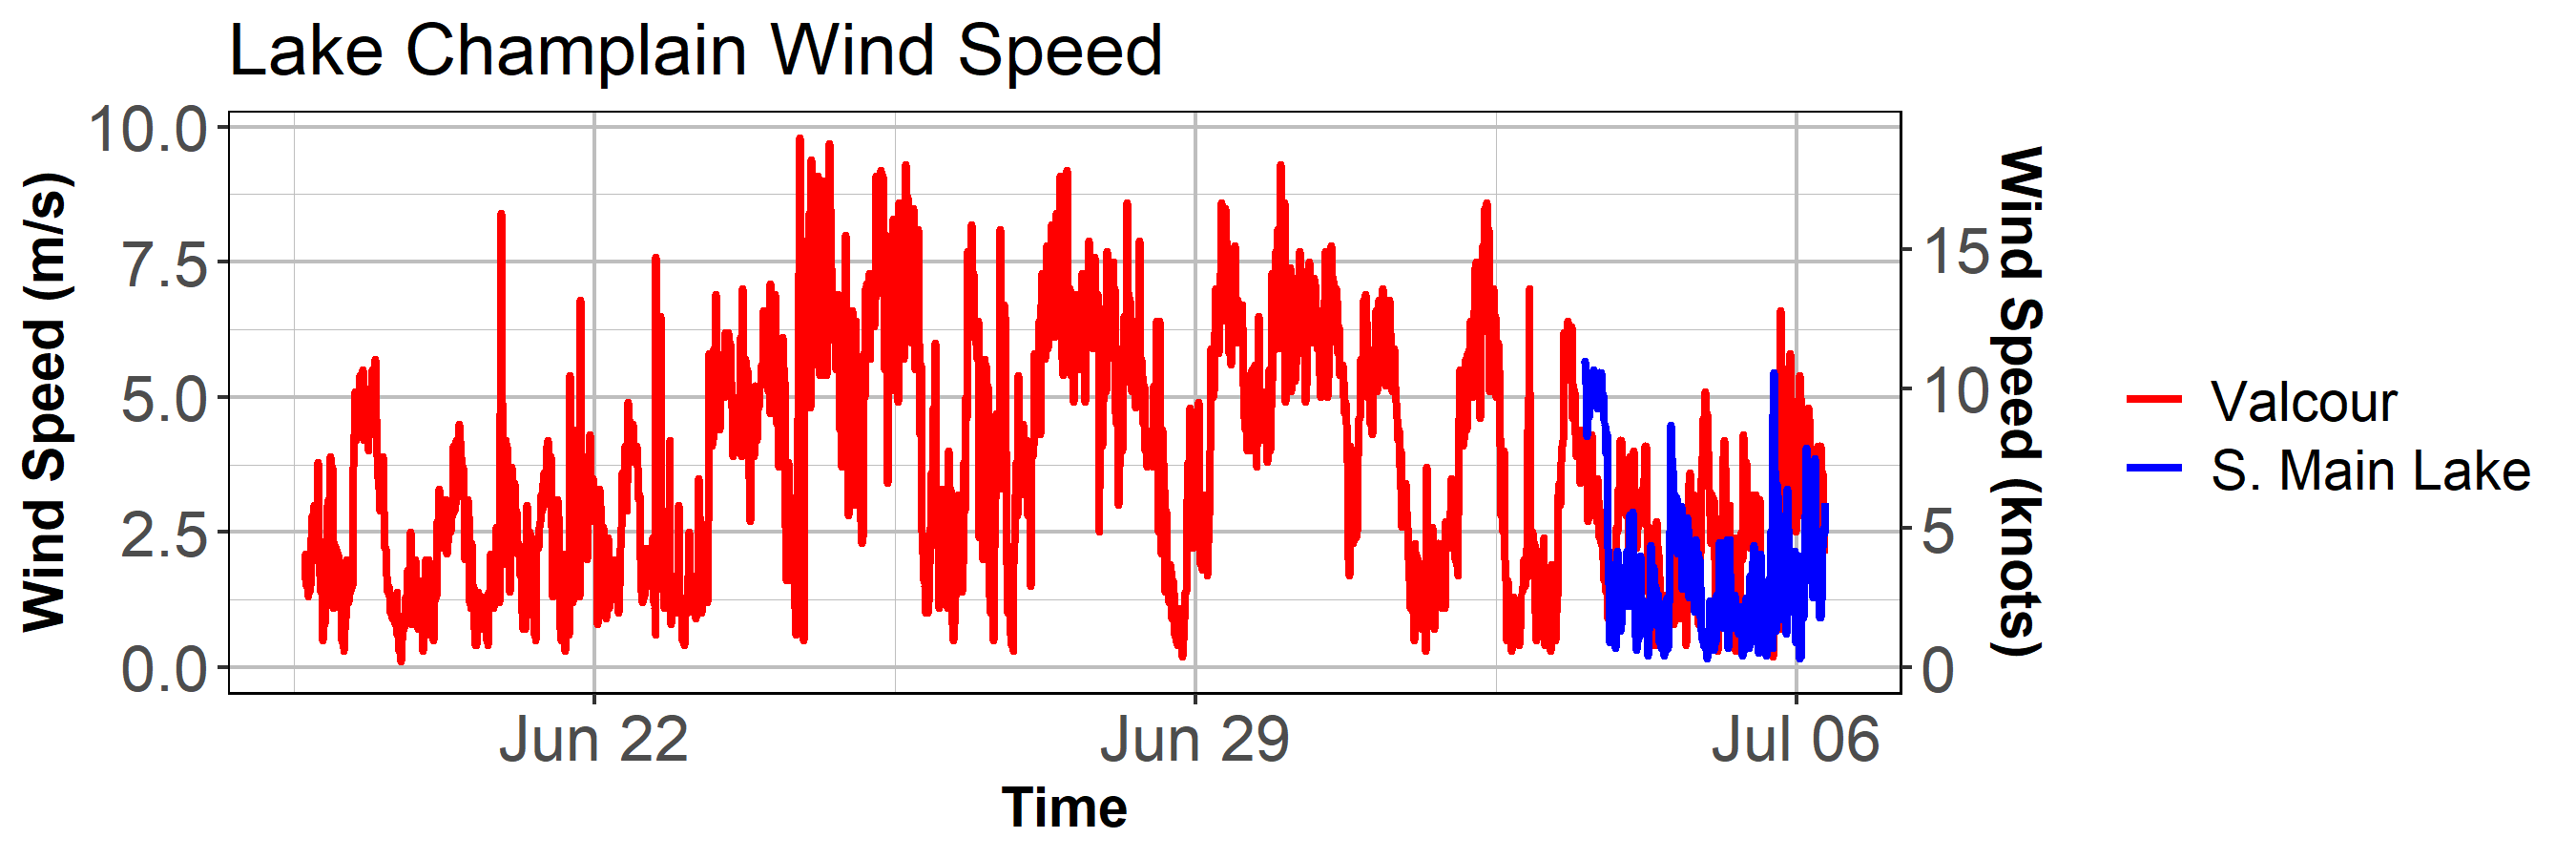 Lake Champlain Wind Speed
Wind Speed (m/s)
10.0
7.5
5.0
2.5
0.0
Wind Speed (knots)
15
10
5
0
Jun 22
Jun 29
Jul 06
Time
Valcour
S. Main Lake